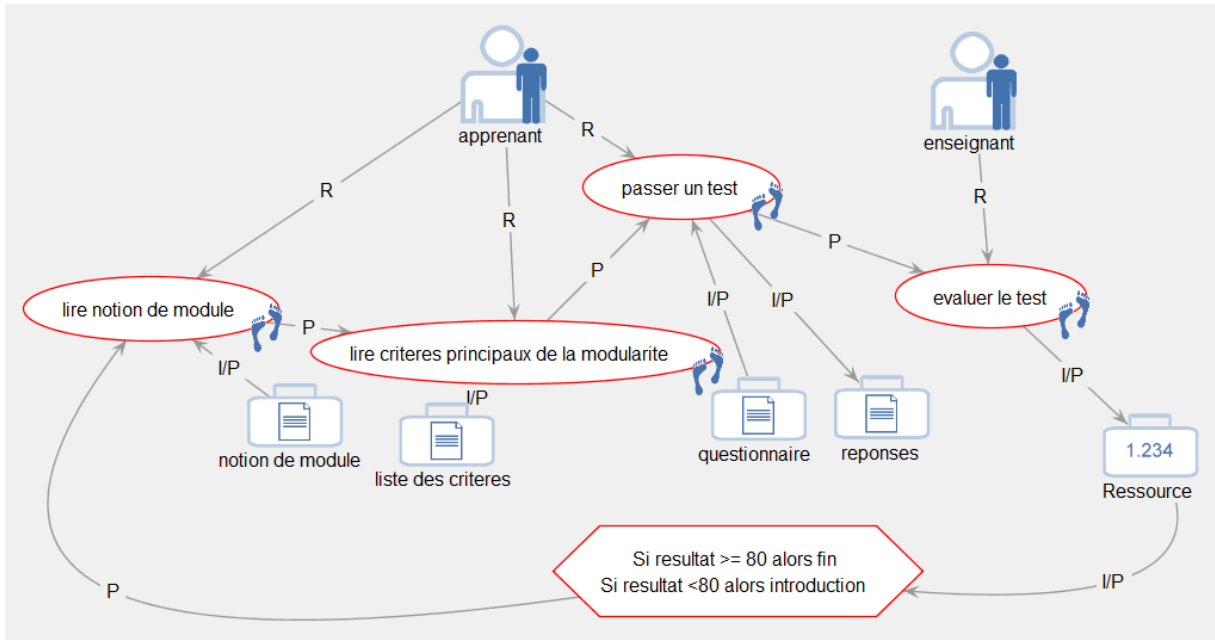 apprenant
enseignant
R
passer un test
R
R
R
P
P
lire notion de module
evaluer le test
I/P
I/P
P
lire criteres principaux de la modularite
I/P
I/P
I/P
1.234
notion de module
questionnaire
reponses
liste des criteres
Ressource
Si resultat >= 80 alors fin
Si resultat <80 alors introduction
I/P
P